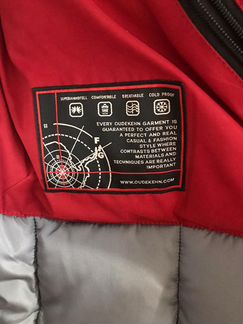 SUPERHANDFELL COMFORTABLE BREATHABLE COLD PROOF
EVERY OUDEKEHN GARMENT IS
GUARANTEED TO OFFER YOU
A PERFECT AND REAL
CASUAL & FASHION
STYLE WHERE
CONTRASTS BETWEEN
MATERIALS AND
TECHNIQUES ARE REALLY
IMPORTANT
WWW.OUDEKEHN.COM